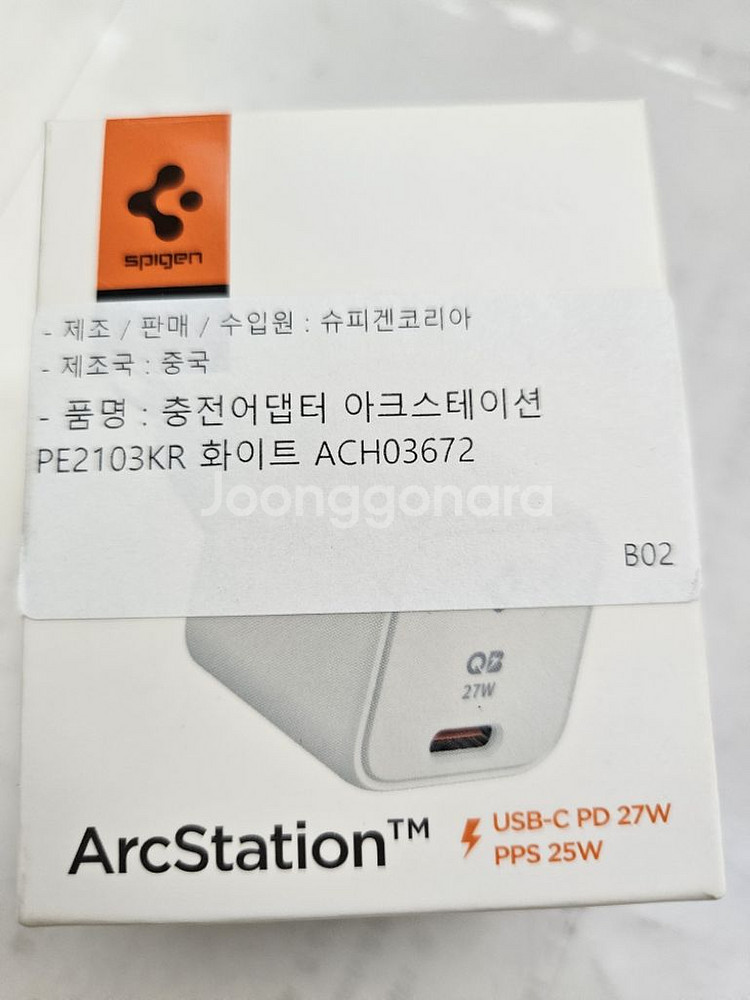 spigen
- 제조 / 판매 / 수입원 : 슈피겐코리아
- 제조국 : 중국
- 품명 : 충전어댑터 아크스테이션
PE2103KR 화이트 ACH03672
Joonggonara
B02
27W
ArcStation™
USB-C PD 27W
PPS 25W